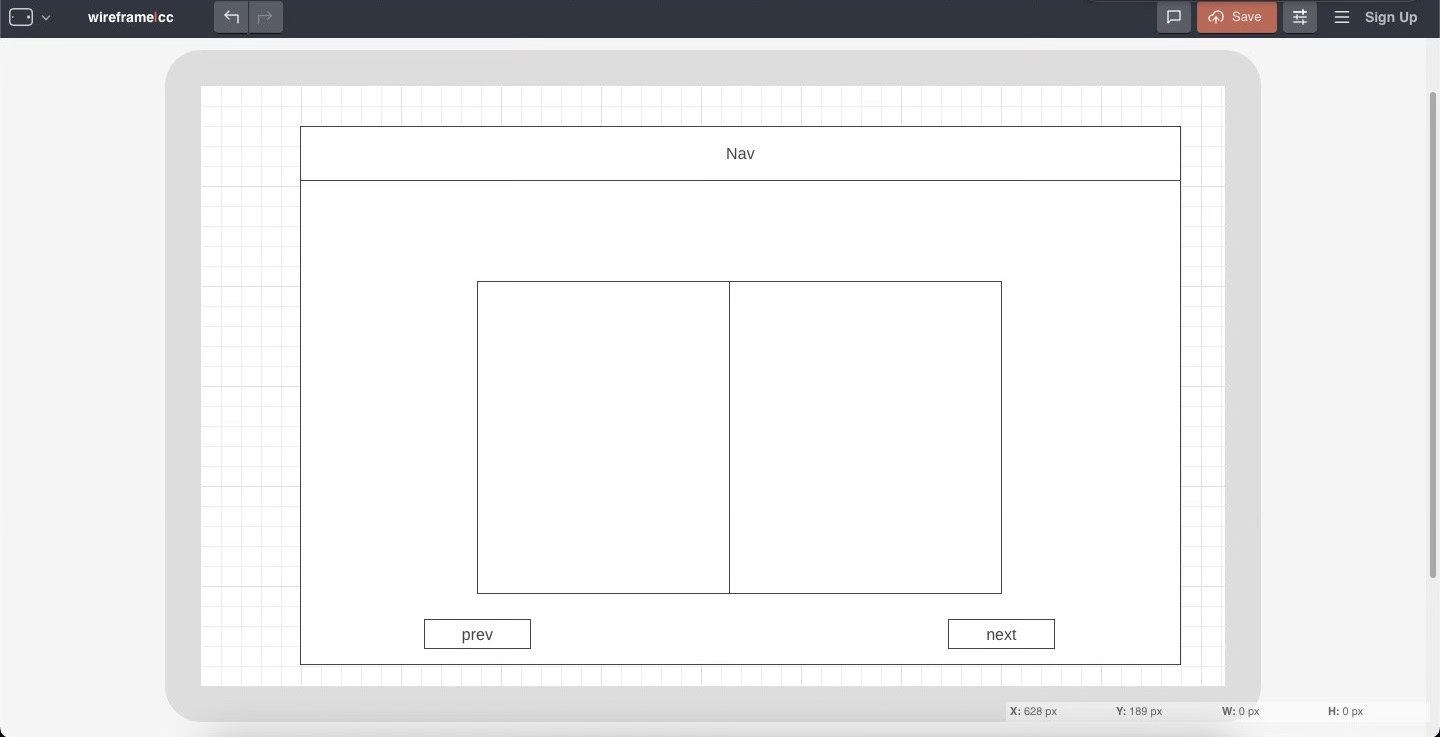 wireframe|cc
Save
Sign Up
Nav
prev
next
X: 628 px Y: 189 px W: 0 px H: 0 px